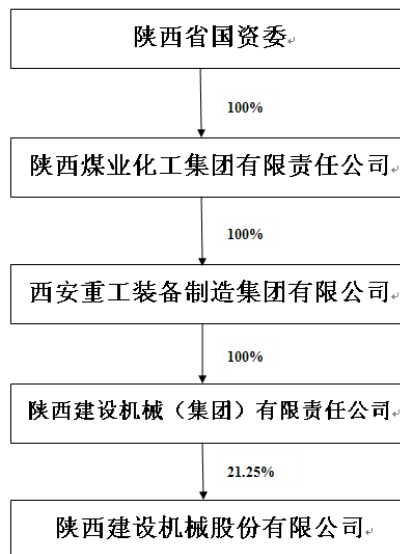 陕西省国资委
100%
陕西煤业化工集团有限责任公司
100%
西安重工装备制造集团有限公司
100%
陕西建设机械（集团）有限责任公司
21.25%
陕西建设机械股份有限公司